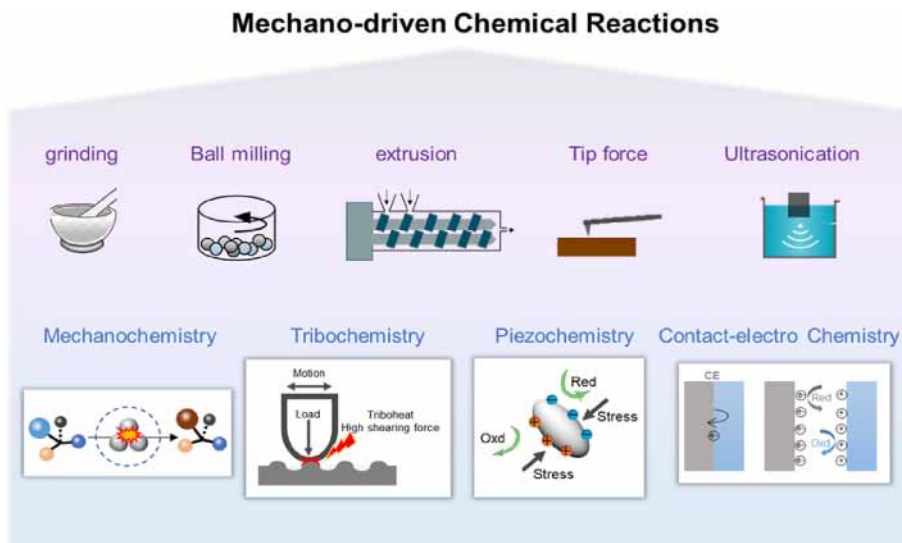 Mechano-driven Chemical Reactions
grinding
Ball milling
extrusion
Tip force
Ultrasonication
Mechanochemistry
Tribochemistry
Piezochemistry
Contact-electro Chemistry
Motion
Load
Triboheat
High shearing force
Red
Stress
Oxd
Stress
CE
Red
Oxd